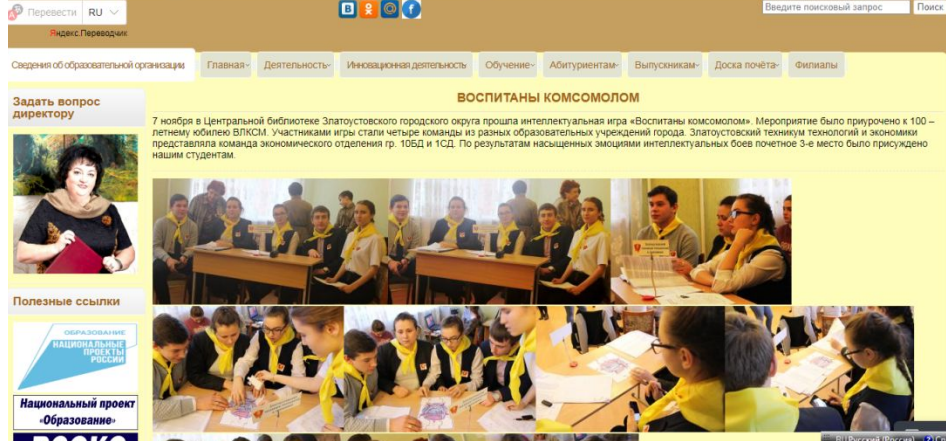 Перевести RU
Яндекс.Переводчик
Введите поисковый запрос Поиск
Сведения об образовательной организации Главная Деятельность Инновационная деятельность Обучение Абитуриентам Выпускникам Доска почёта Филиалы
Задать вопрос
директору
ВОСПИТАНЫ КОМСОМОЛОМ
7 ноября в Центральной библиотеке Златоустовского городского округа прошла интеллектуальная игра «Воспитаны комсомолом». Мероприятие было приурочено к 100 –
летнему юбилею ВЛКСМ. Участниками игры стали четыре команды из разных образовательных учреждений города. Златоустовский техникум технологий и экономики
представляла команда экономического отделения гр. 10БД и 1СД. По результатам насыщенных эмоциями интеллектуальных боев почетное 3-е место было присуждено
нашим студентам.
Полезные ссылки
ОБРАЗОВАНИЕ
НАЦИОНАЛЬНЫЕ
ПРОЕКТЫ
РОССИИ
Национальный проект
«Образование»
RU Русский (Россия)